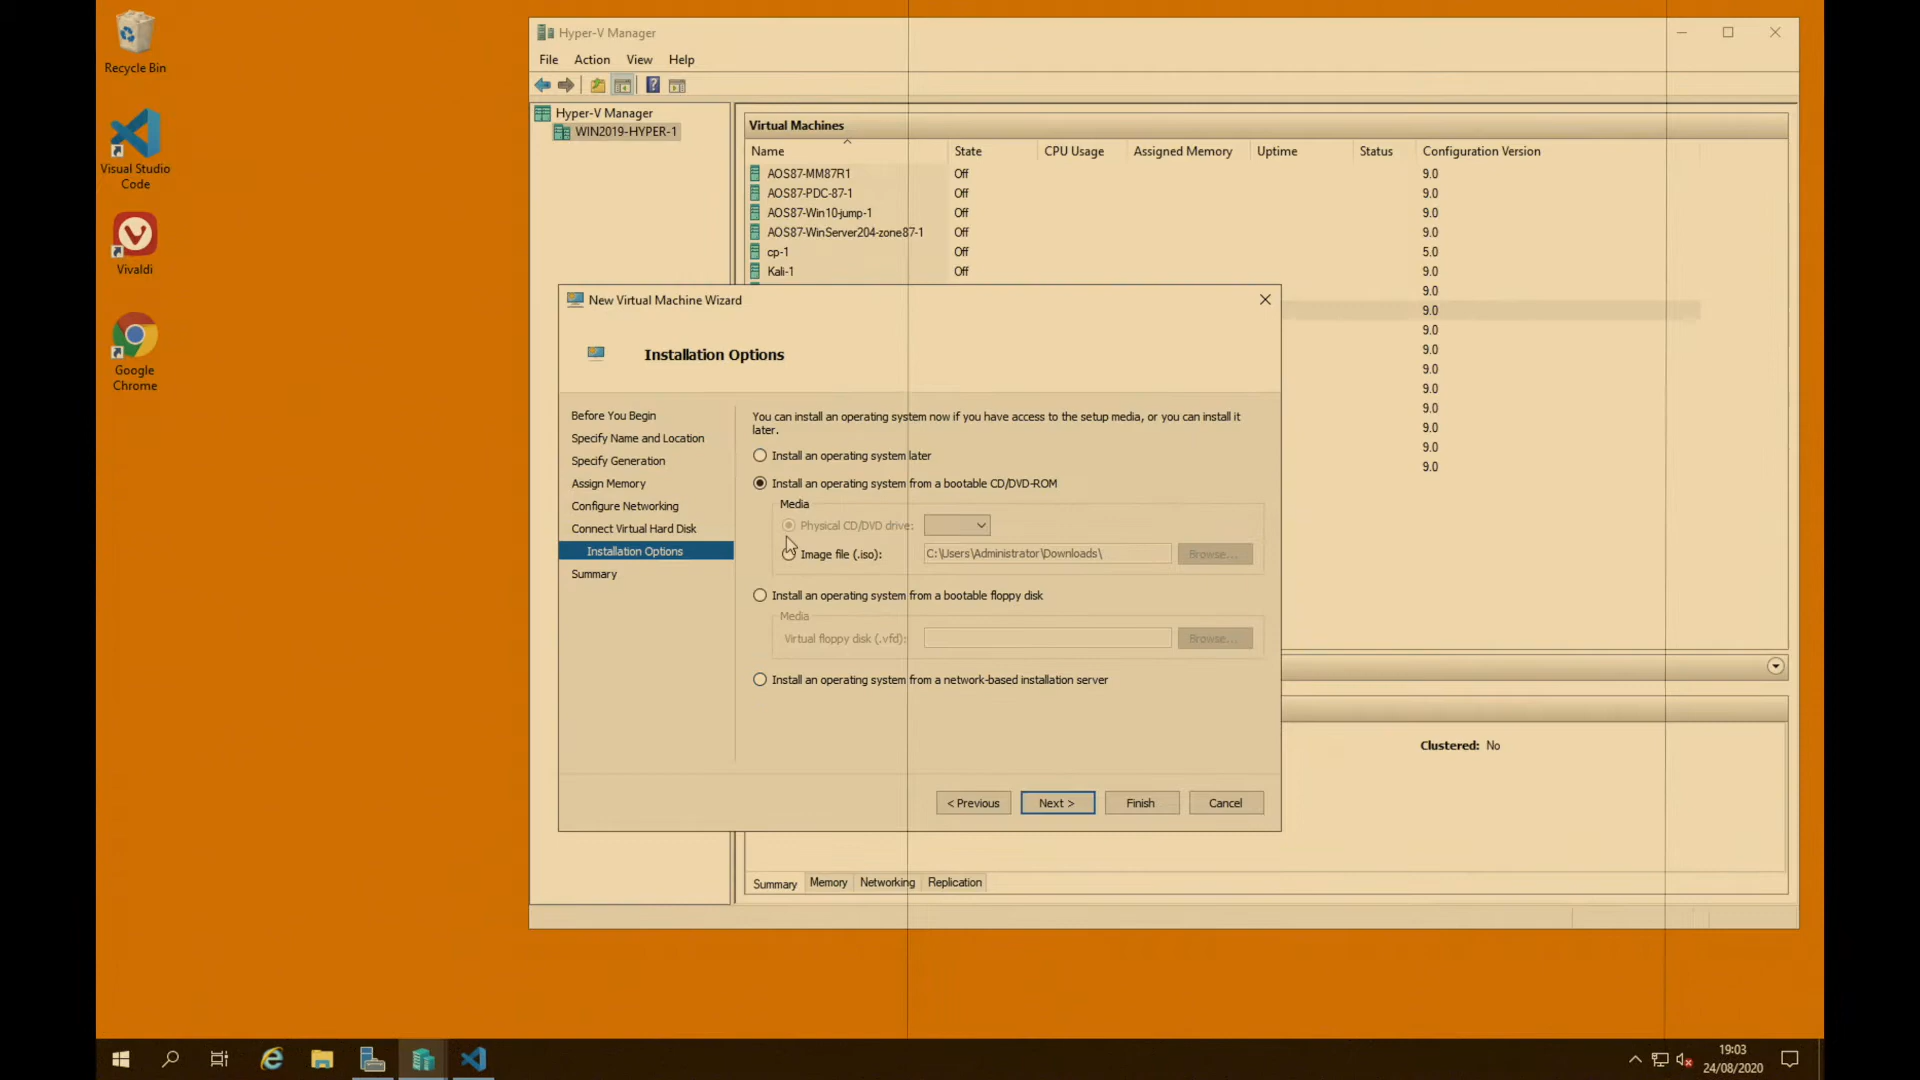 Recycle Bin
Visual Studio
Code
Vivaldi
Google
Chrome
Hyper-V Manager
File Action View Help
Hyper-V Manager
WIN2019-HYPER-1
Virtual Machines
Name State CPU Usage Assigned Memory Uptime Status Configuration Version
AOS87-MM87R1 Off 9.0
AOS87-PDC-87-1 Off 9.0
AOS87-Win10-jump-1 Off 9.0
AOS87-WinServer204-zone87-1 Off 9.0
cp-1 Off 5.0
Kali-1 Off 9.0
9.0
9.0
9.0
9.0
9.0
9.0
9.0
9.0
9.0
9.0
New Virtual Machine Wizard
Installation Options
Before You Begin
Specify Name and Location
Specify Generation
Assign Memory
Configure Networking
Connect Virtual Hard Disk
Installation Options
Summary
You can install an operating system now if you have access to the setup media, or you can install it
later.
Install an operating system later
Install an operating system from a bootable CD/DVD-ROM
Media
Physical CD/DVD drive:
Image file (.iso): C:\Users\Administrator\Downloads\ Browse...
Install an operating system from a bootable floppy disk
Media
Virtual floppy disk (.vfd): Browse...
Install an operating system from a network-based installation server
< Previous Next > Finish Cancel
Clustered: No
Summary Memory Networking Replication
19:03
24/08/2020